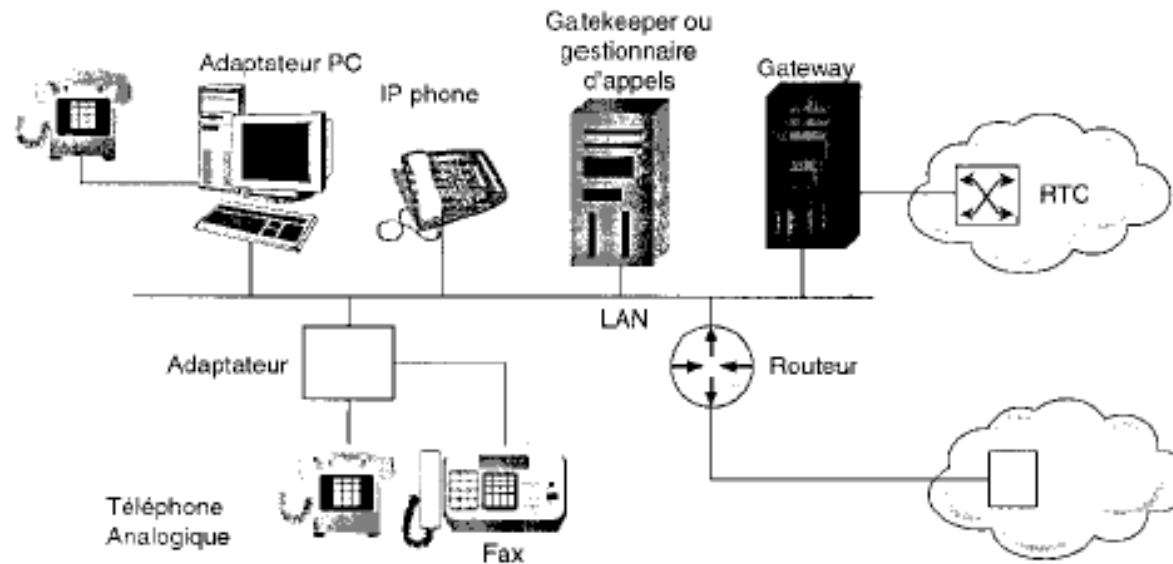 Gatekeeper ou
gestionnaire
d'appels
Adaptateur PC
IP phone
Gateway
RTC
LAN
Adaptateur
Routeur
Téléphone
Analogique
Fax